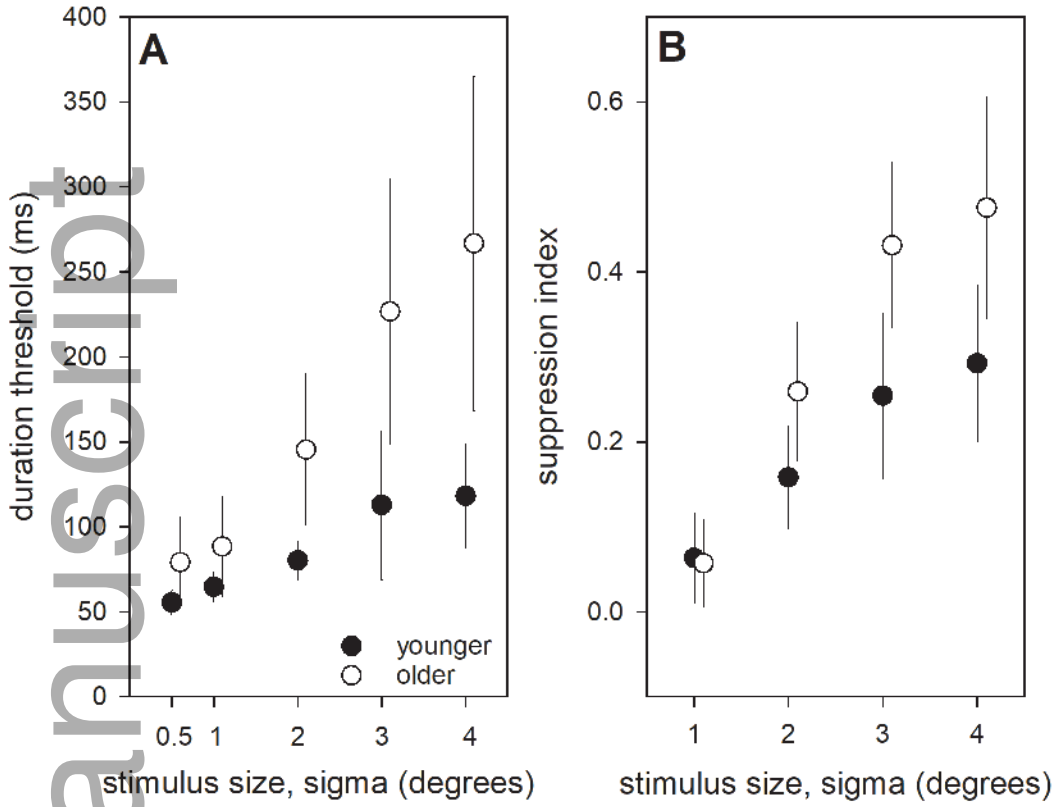 A
400
350
300
250
200
150
100
50
0
duration threshold (ms)
0.5 1 2 3 4
stimulus size, sigma (degrees)
younger
older
B
0.6
0.4
0.2
0.0
suppression index
1 2 3 4
stimulus size, sigma (degrees)
anuscript